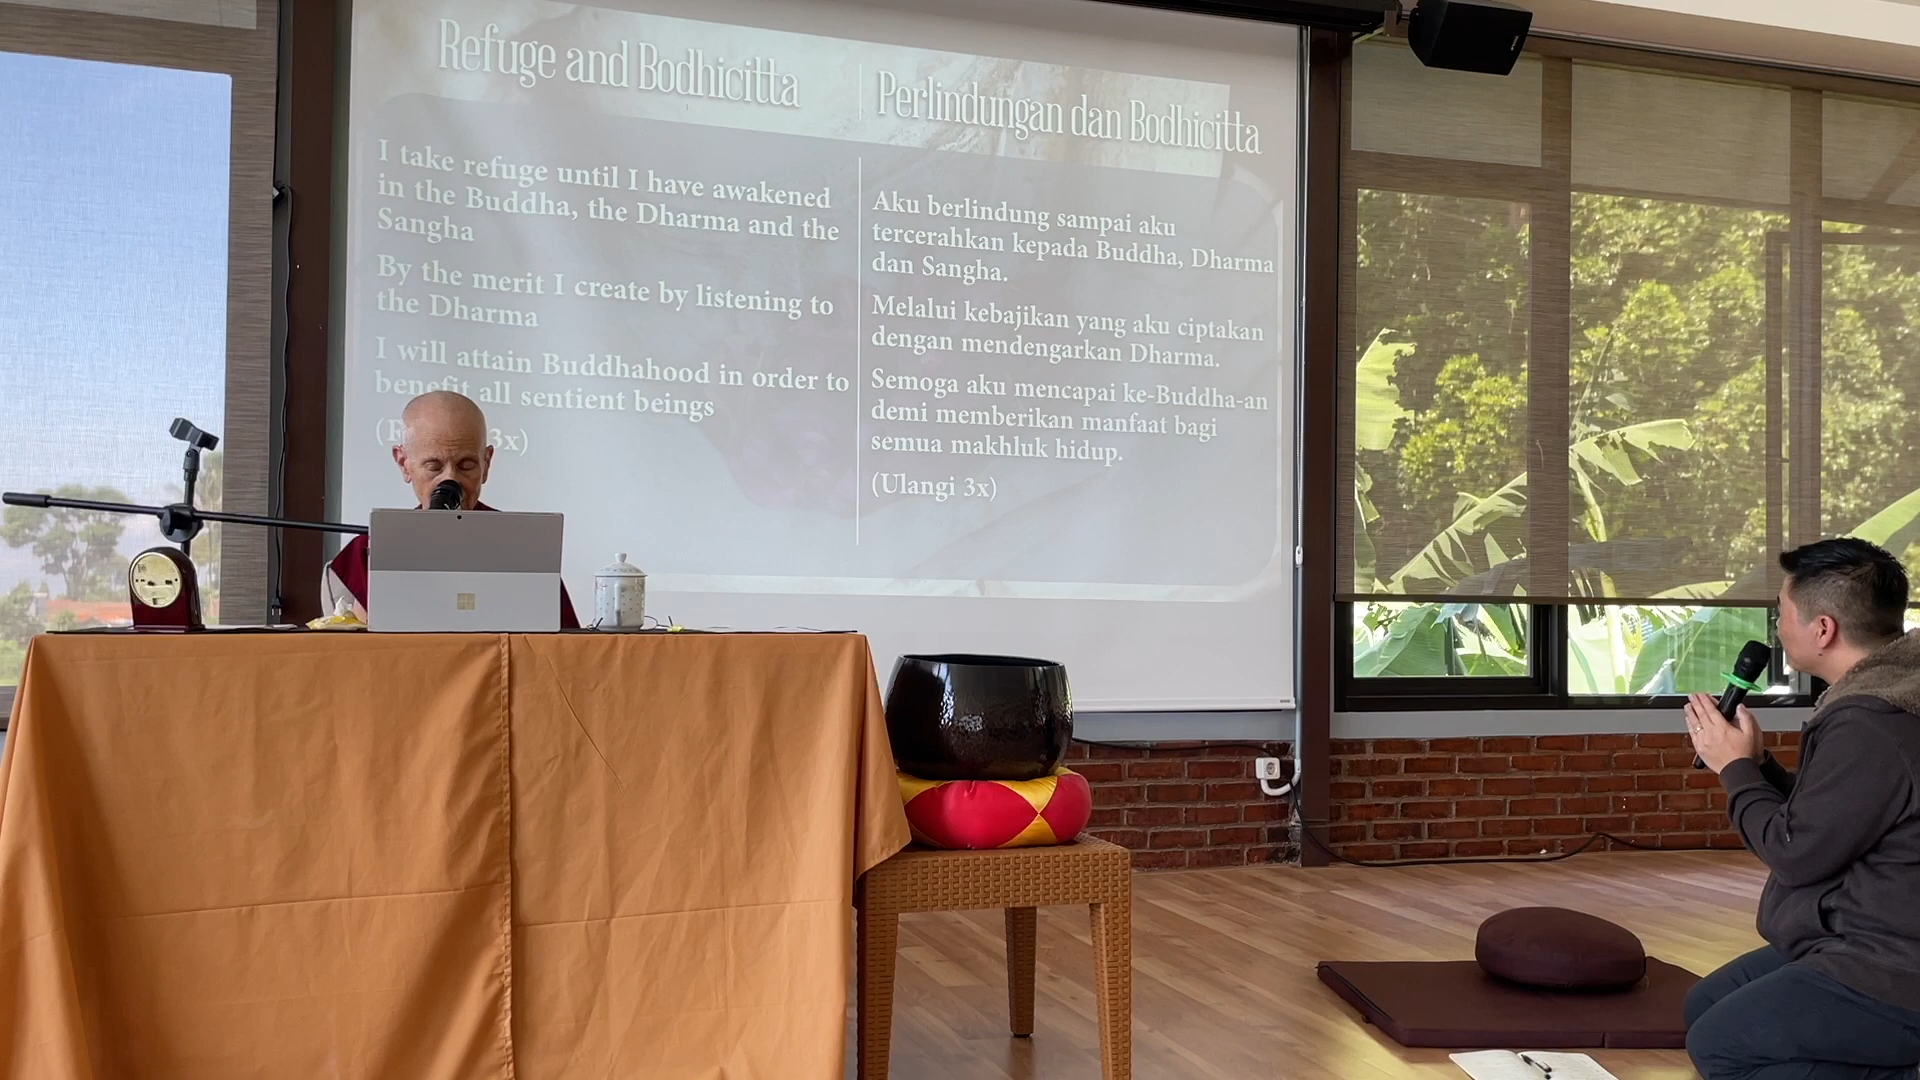 Refuge and Bodhicitta
I take refuge until I have awakened
in the Buddha, the Dharma and the
Sangha
By the merit I create by listening to
the Dharma
I will attain Buddhahood in order to
benefit all sentient beings
3x)
Perlindungan dan Bodhicitta
Aku berlindung sampai aku
tercerahkan kepada Buddha, Dharma
dan Sangha.
Melalui kebajikan yang aku ciptakan
dengan mendengarkan Dharma.
Semoga aku mencapai ke-Buddha-an
demi memberikan manfaat bagi
semua makhluk hidup.
(Ulangi 3x)